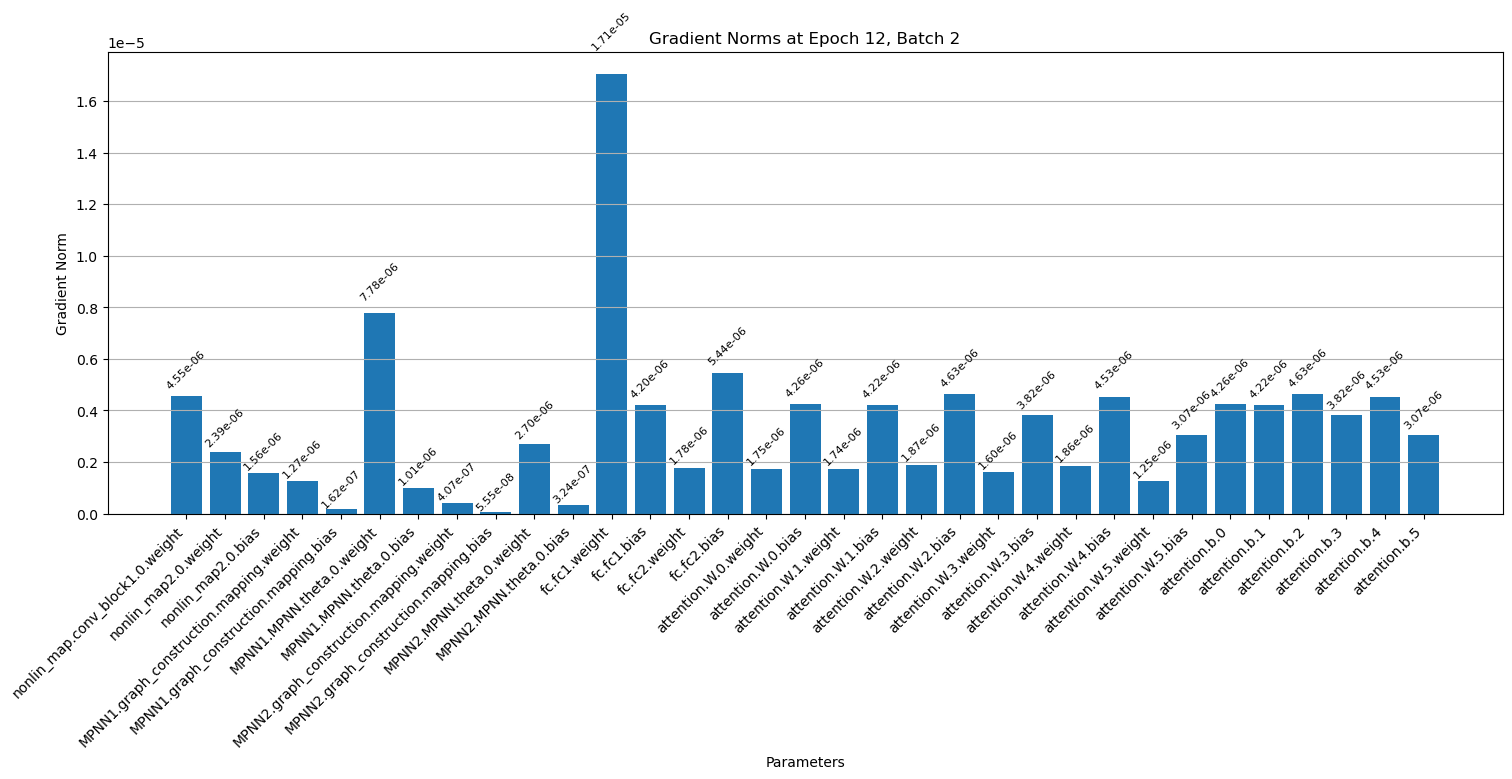 Gradient Norms at Epoch 12, Batch 2
1e−5
Gradient Norm
1.6
1.4
1.2
1.0
0.8
0.6
0.4
0.2
0.0
4.55e-06
2.39e-06
1.56e-06
1.27e-06
1.62e-07
7.78e-06
1.01e-06
4.07e-07
5.55e-08
2.70e-06
3.24e-07
1.71e-05
4.20e-06
1.78e-06
5.44e-06
1.75e-06
4.26e-06
1.74e-06
4.22e-06
1.87e-06
4.63e-06
1.60e-06
3.82e-06
1.86e-06
4.53e-06
1.25e-06
3.07e-06
4.26e-06
4.22e-06
4.63e-06
3.82e-06
4.53e-06
3.07e-06
nonlin_map.conv_block1.0.weight
nonlin_map2.0.weight
nonlin_map2.0.bias
MPNN1.graph_construction.mapping.weight
MPNN1.graph_construction.mapping.bias
MPNN1.MPNN.theta.0.weight
MPNN1.MPNN.theta.0.bias
MPNN2.graph_construction.mapping.weight
MPNN2.graph_construction.mapping.bias
MPNN2.MPNN.theta.0.weight
MPNN2.MPNN.theta.0.bias
fc.fc1.weight
fc.fc1.bias
fc.fc2.weight
fc.fc2.bias
attention.W.0.weight
attention.W.0.bias
attention.W.1.weight
attention.W.1.bias
attention.W.2.weight
attention.W.2.bias
attention.W.3.weight
attention.W.3.bias
attention.W.4.weight
attention.W.4.bias
attention.W.5.weight
attention.W.5.bias
attention.b.0
attention.b.1
attention.b.2
attention.b.3
attention.b.4
attention.b.5
Parameters